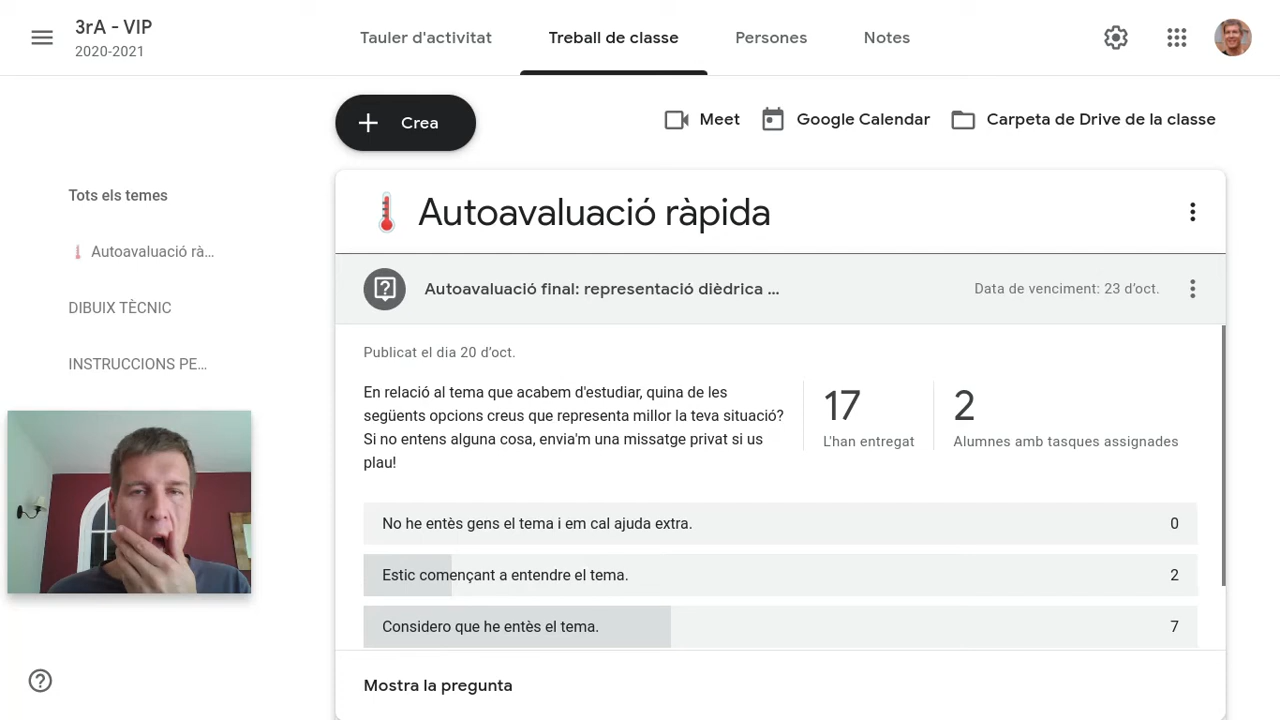 3rA - VIP
2020-2021
Tauler d'activitat
Treball de classe
Persones
Notes
Crea
Meet
Google Calendar
Carpeta de Drive de la classe
Tots els temes
Autoavaluació rà…
DIBUIX TÈCNIC
INSTRUCCIONS PE…
Autoavaluació ràpida
Autoavaluació final: representació dièdrica ...
Data de venciment: 23 d'oct.
Publicat el dia 20 d'oct.
En relació al tema que acabem d'estudiar, quina de les
següents opcions creus que representa millor la teva situació?
Si no entens alguna cosa, envia'm una missatge privat si us
plau!
17
L'han entregat
2
Alumnes amb tasques assignades
No he entès gens el tema i em cal ajuda extra.
0
Estic començant a entendre el tema.
2
Considero que he entès el tema.
7
Mostra la pregunta